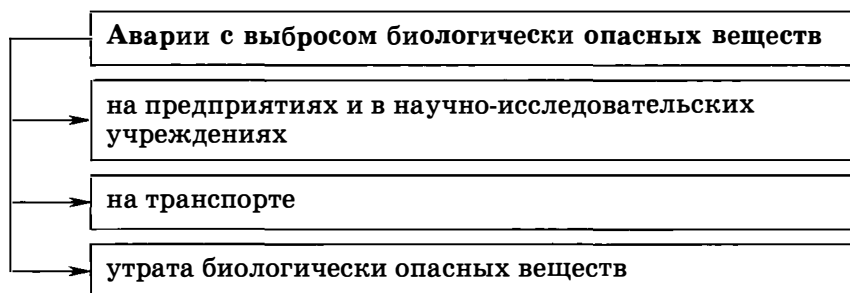 Аварии с выбросом биологически опасных веществ
на предприятиях и в научно-исследовательских
учреждениях
на транспорте
утрата биологически опасных веществ